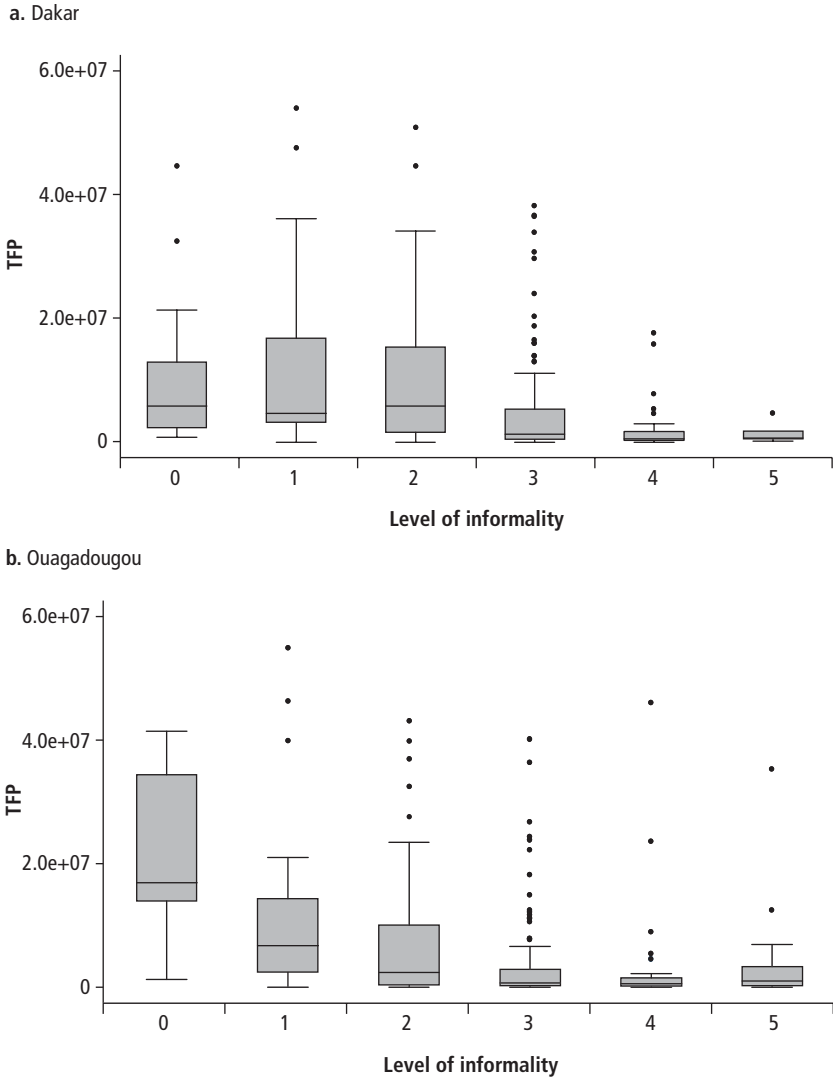 a. Dakar
6.0e+07
4.0e+07
2.0e+07
0
TFP
0 1 2 3 4 5
Level of informality
b. Ouagadougou
6.0e+07
4.0e+07
2.0e+07
0
TFP
0 1 2 3 4 5
Level of informality